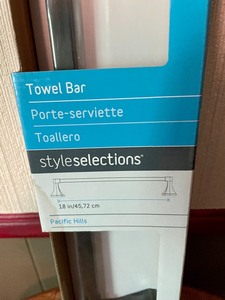 Towel Bar
Porte-serviette
Toallero
styleselections
18 in/45,72 cm
Pacific Hills